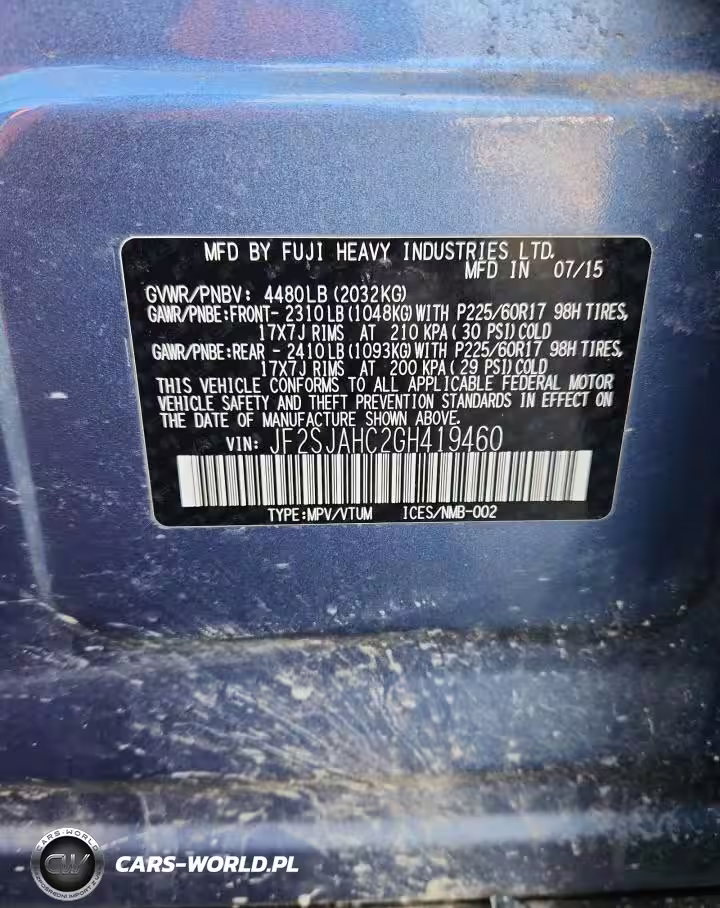 MFD BY FUJI HEAVY INDUSTRIES LTD.
MFD IN 07/15
GVWR/PNBV: 4480LB (2032KG)
GAWR/PNBE:FRONT- 2310LB (1048KG) WITH P225/60R17 98H TIRES,
17X7J RIMS AT 210 KPA ( 30 PSI) COLD
GAWR/PNBE:REAR - 2410LB (1093KG) WITH P225/60R17 98H TIRES,
17X7J RIMS AT 200 KPA ( 29 PSI) COLD
THIS VEHICLE CONFORMS TO ALL APPLICABLE FEDERAL MOTOR
VEHICLE SAFETY AND THEFT PREVENTION STANDARDS IN EFFECT ON
THE DATE OF MANUFACTURE SHOWN ABOVE.
VIN: JF2SJAHC2GH419460
TYPE:MPV/VTUM ICES/NMB-002
CARS-WORLD
CW
CARS-WORLD.PL